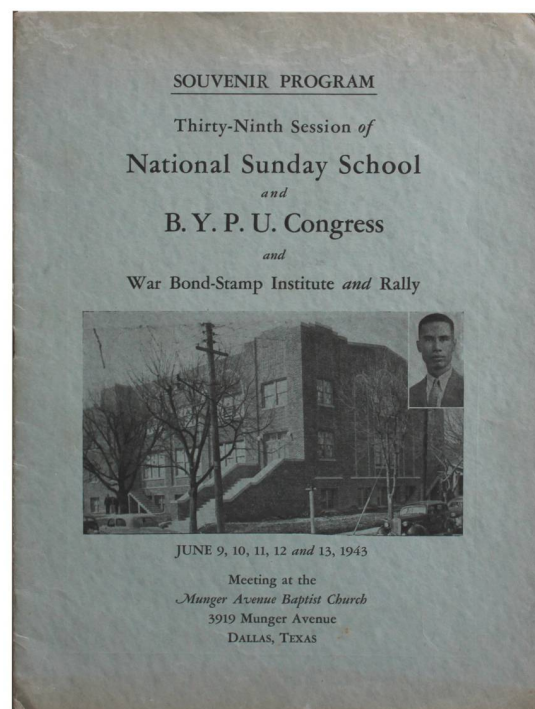 SOUVENIR PROGRAM
Thirty-Ninth Session of
National Sunday School
and
B. Y. P. U. Congress
and
War Bond-Stamp Institute and Rally
JUNE 9, 10, 11, 12 and 13, 1943
Meeting at the
Munger Avenue Baptist Church
3919 Munger Avenue
DALLAS, TEXAS